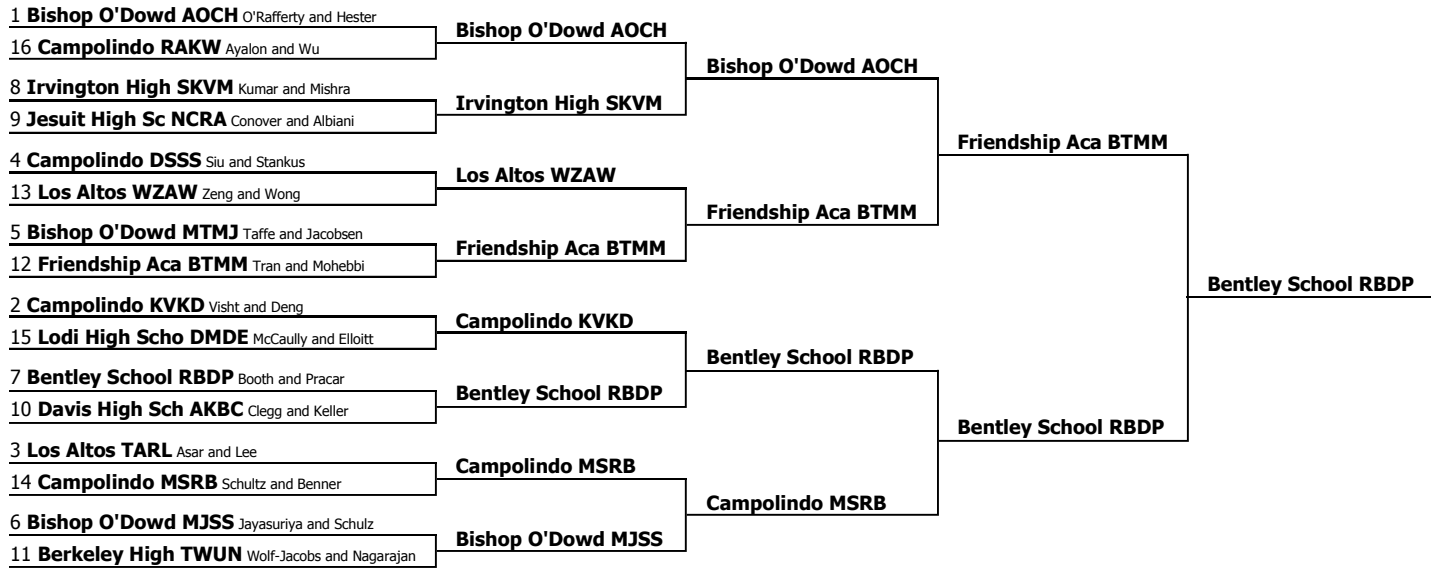 1 Bishop O'Dowd AOCH O'Rafferty and Hester
16 Campolindo RAKW Ayalon and Wu
8 Irvington High SKVM Kumar and Mishra
9 Jesuit High Sc NCRA Conover and Albiani
4 Campolindo DSSS Siu and Stankus
13 Los Altos WZAW Zeng and Wong
5 Bishop O'Dowd MTMJ Taffe and Jacobsen
12 Friendship Aca BTMM Tran and Mohebbi
2 Campolindo KVKD Visht and Deng
15 Lodi High Scho DMDE McCaully and Elloitt
7 Bentley School RBDP Booth and Pracar
10 Davis High Sch AKBC Clegg and Keller
3 Los Altos TARL Asar and Lee
14 Campolindo MSRB Schultz and Benner
6 Bishop O'Dowd MJSS Jayasuriya and Schulz
11 Berkeley High TWUN Wolf-Jacobs and Nagarajan
Bishop O'Dowd AOCH
Irvington High SKVM
Los Altos WZAW
Friendship Aca BTMM
Campolindo KVKD
Bentley School RBDP
Campolindo MSRB
Bishop O'Dowd MJSS
Bishop O'Dowd AOCH
Friendship Aca BTMM
Bentley School RBDP
Campolindo MSRB
Friendship Aca BTMM
Bentley School RBDP
Bentley School RBDP